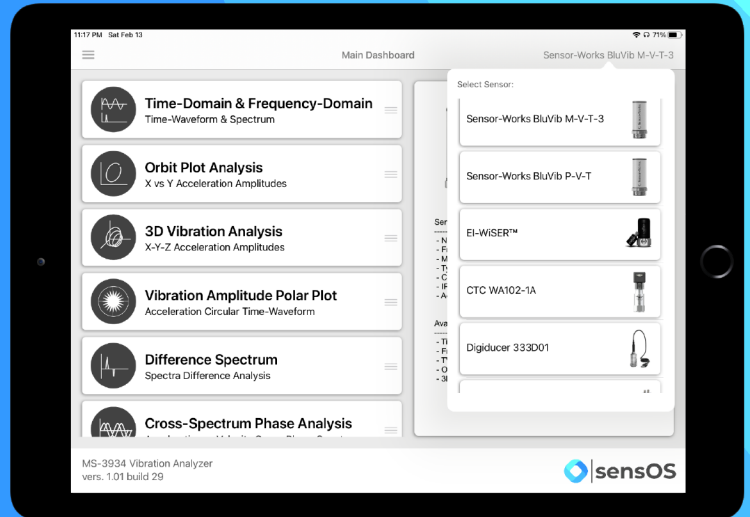 11:17 PM Sat Feb 13
71%
Main Dashboard
Sensor-Works BluVib M-V-T-3
Time-Domain & Frequency-Domain
Time-Waveform & Spectrum
Orbit Plot Analysis
X vs Y Acceleration Amplitudes
3D Vibration Analysis
X-Y-Z Acceleration Amplitudes
Vibration Amplitude Polar Plot
Acceleration Circular Time-Waveform
Difference Spectrum
Spectra Difference Analysis
Cross-Spectrum Phase Analysis
Select Sensor:
Sensor-Works BluVib M-V-T-3
Sensor-Works BluVib P-V-T
EI-WiSER™
CTC WA102-1A
Digiducer 333D01
MS-3934 Vibration Analyzer
vers. 1.01 build 29
sensOS